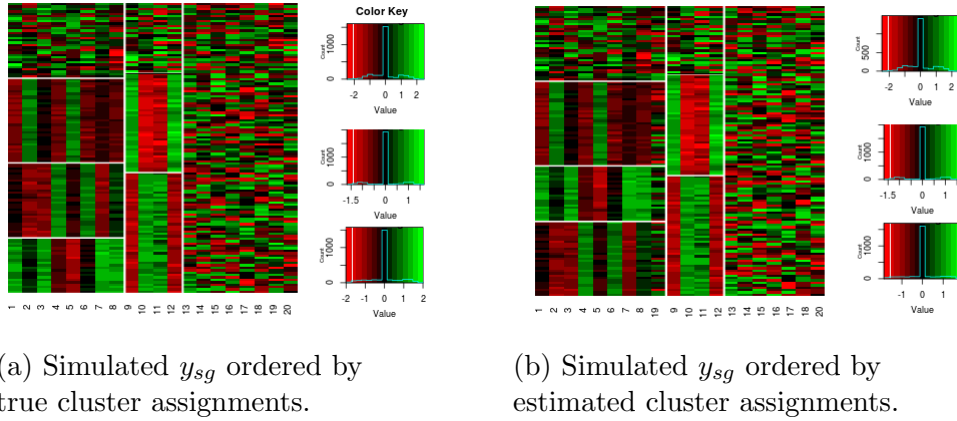 Color Key
Count
0 1000
-2 0 1 2
Value
Count
0 1000
-1.5 0 1
Value
Count
0 1000
-2 -1 0 1 2
Value
1 2 3 4 5 6 7 8 9 10 11 12 13 14 15 16 17 18 19 20
Count
0 500
-2 0 1 2
Value
Count
0 1000
-1.5 0 1
Value
Count
0 1000
-1 0 1
Value
1 2 3 4 5 6 7 8 19 9 10 11 12 13 14 15 16 17 18 20
(a) Simulated ysg ordered by
true cluster assignments.
(b) Simulated ysg ordered by
estimated cluster assignments.